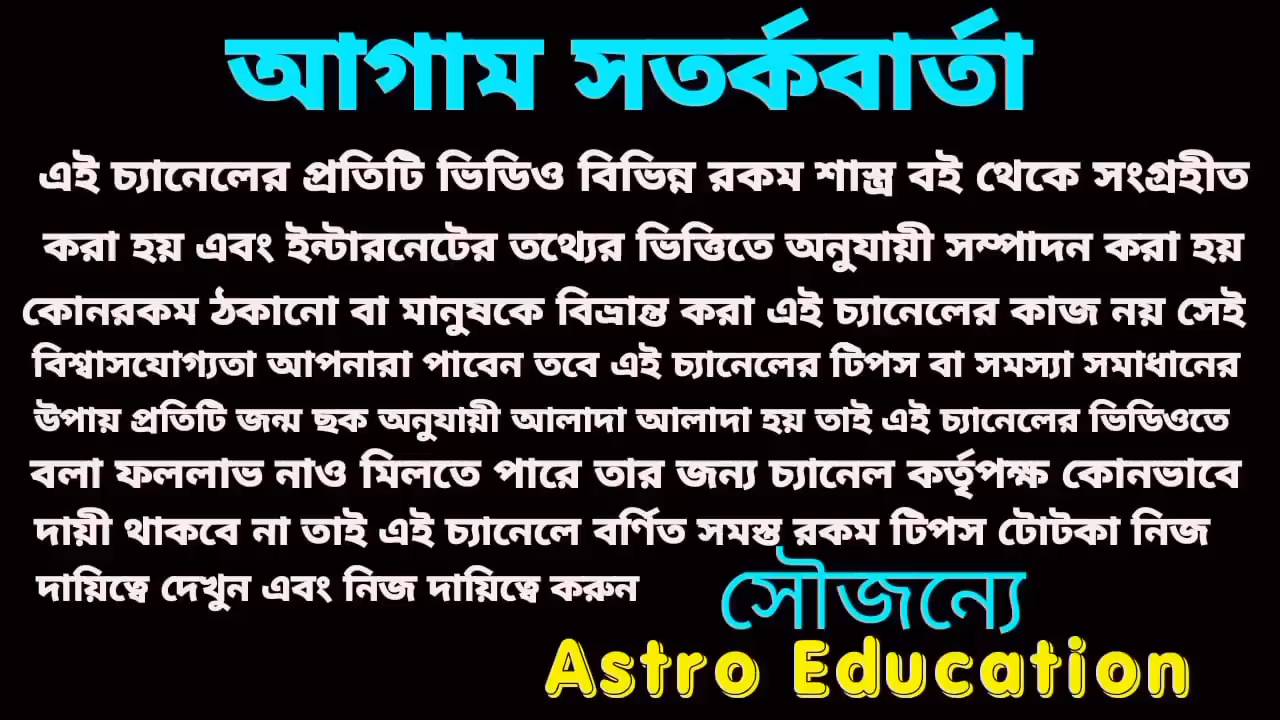 আগাম সতর্কবার্তা
এই চ্যানেলের প্রতিটি ভিডিও বিভিন্ন রকম শাস্ত্র বই থেকে সংগ্রহীত
করা হয় এবং ইন্টারনেটের তথ্যের ভিত্তিতে অনুযায়ী সম্পাদন করা হয়
কোনরকম ঠকানো বা মানুষকে বিভ্রান্ত করা এই চ্যানেলের কাজ নয় সেই
বিশ্বাসযোগ্যতা আপনারা পাবেন তবে এই চ্যানেলের টিপস বা সমস্যা সমাধানের
উপায় প্রতিটি জন্ম ছক অনুযায়ী আলাদা আলাদা হয় তাই এই চ্যানেলের ভিডিওতে
বলা ফললাভ নাও মিলতে পারে তার জন্য চ্যানেল কর্তৃপক্ষ কোনভাবে
দায়ী থাকবে না তাই এই চ্যানেলে বর্ণিত সমস্ত রকম টিপস টোটকা নিজ
দায়িত্বে দেখুন এবং নিজ দায়িত্বে করুন
সৌজন্যে
Astro Education